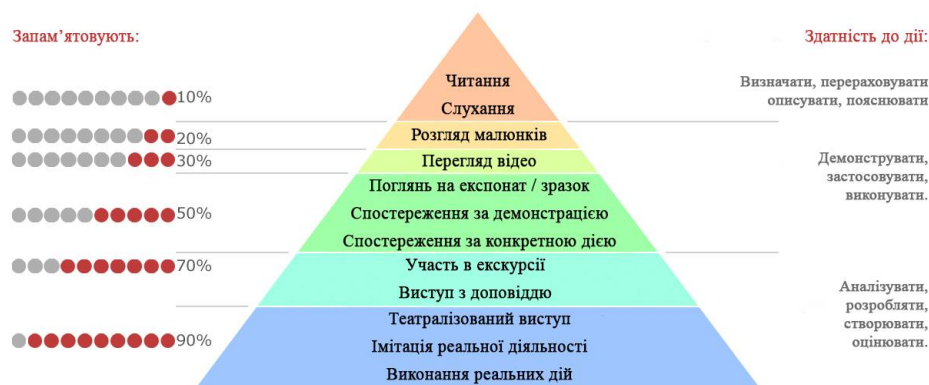 Запам’ятовують:
10%
20%
30%
50%
70%
90%
Читання
Слухання
Розгляд малюнків
Перегляд відео
Поглянь на експонат / зразок
Спостереження за демонстрацією
Спостереження за конкретною дією
Участь в екскурсії
Виступ з доповіддю
Театралізований виступ
Імітація реальної діяльності
Виконання реальних дій
Здатність до дії:
Визначати, перераховувати
описувати, пояснювати
Демонструвати,
застосовувати,
виконувати.
Аналізувати,
розробляти,
створювати,
оцінювати.